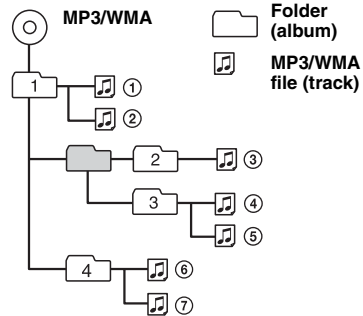 MP3/WMA
Folder
(album)
MP3/WMA
file (track)
1
①
②
2
③
3
④
⑤
4
⑥
⑦